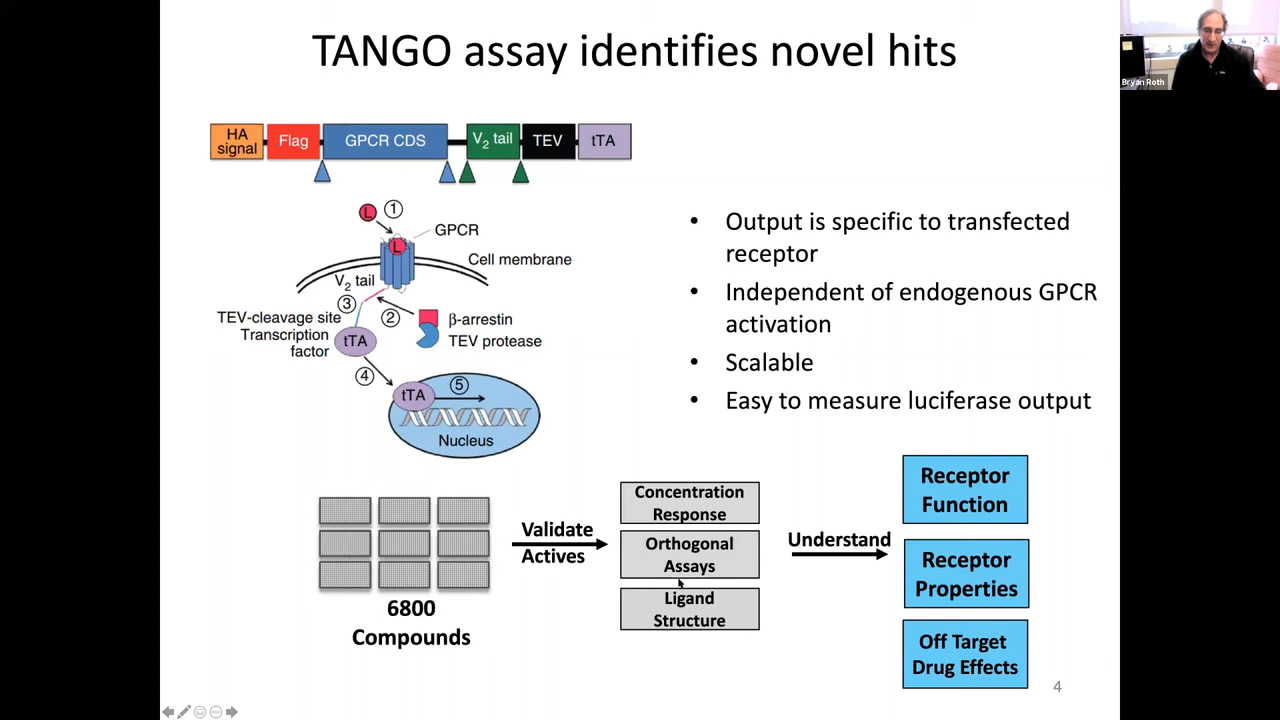 TANGO assay identifies novel hits
Bryan Roth
HA
signal
Flag
GPCR CDS
V2 tail
TEV
tTA
L
1
GPCR
L
Cell membrane
V2 tail
3
2
TEV-cleavage site
Transcription
factor
tTA
β-arrestin
TEV protease
4
tTA
5
Nucleus
• Output is specific to transfected
receptor
• Independent of endogenous GPCR
activation
• Scalable
• Easy to measure luciferase output
6800
Compounds
Validate
Actives
Concentration
Response
Orthogonal
Assays
Ligand
Structure
Understand
Receptor
Function
Receptor
Properties
Off Target
Drug Effects
4